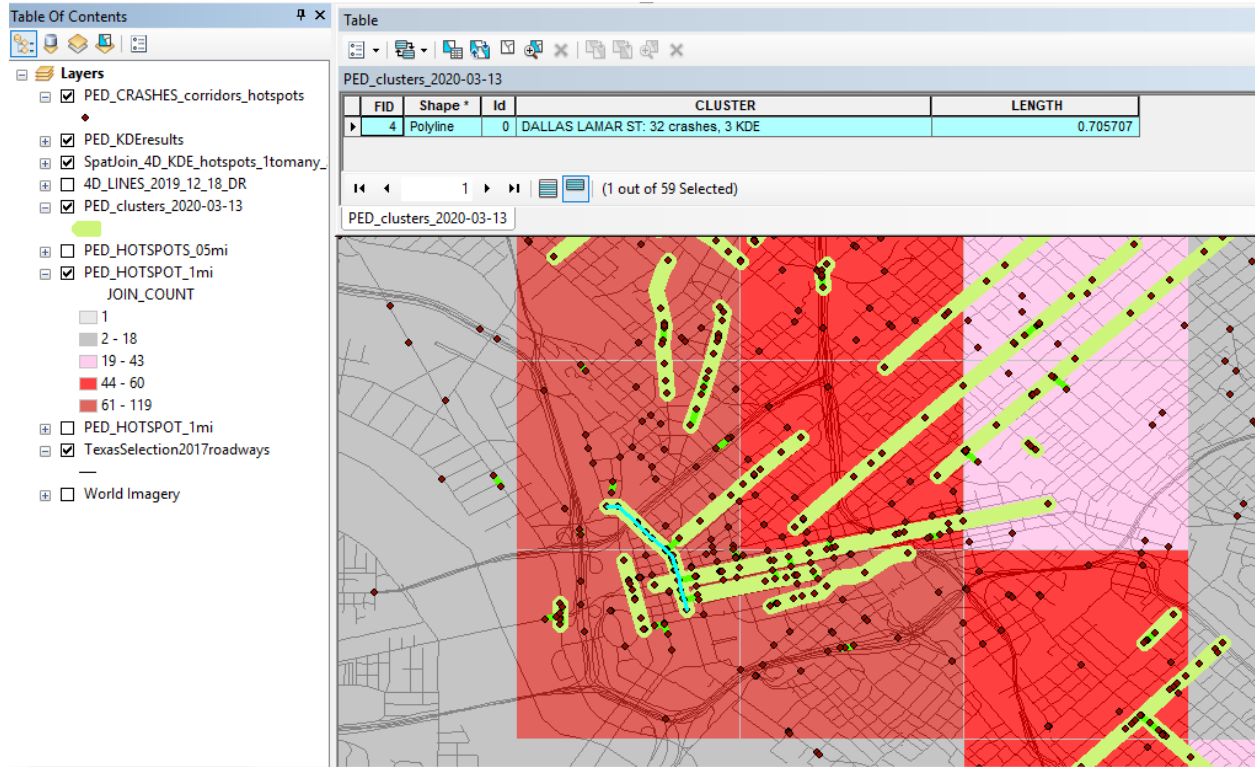 Table Of Contents
Layers
PED_CRASHES_corridors_hotspots
PED_KDEresults
SpatJoin_4D_KDE_hotspots_1tomany_
4D_LINES_2019_12_18_DR
PED_clusters_2020-03-13
PED_HOTSPOTS_05mi
PED_HOTSPOT_1mi
JOIN_COUNT
1
2 - 18
19 - 43
44 - 60
61 - 119
PED_HOTSPOT_1mi
TexasSelection2017roadways
World Imagery
Table
PED_clusters_2020-03-13
FID Shape * Id CLUSTER LENGTH
4 Polyline 0 DALLAS LAMAR ST: 32 crashes, 3 KDE 0.705707
1 (1 out of 59 Selected)
PED_clusters_2020-03-13